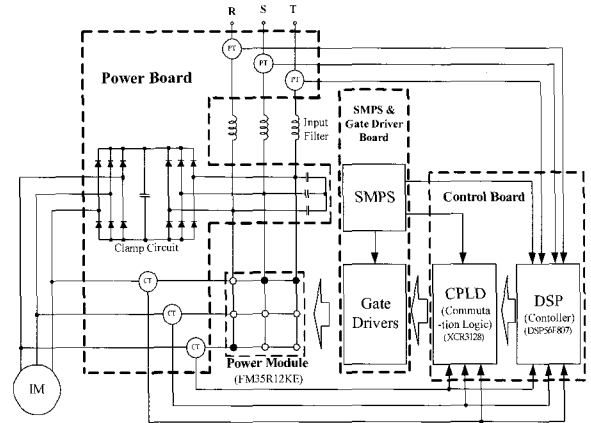 R S T
PT
PT
PT
Power Board
Input
Filter
SMPS &
Gate Driver
Board
SMPS
Control Board
Clamp Circuit
CT
CT
CT
Gate
Drivers
CPLD
(Commuta
-tion Logic)
(XCR3128)
DSP
(Contoller)
(DSP56F807)
Power Module
(FM35R12KE)
IM